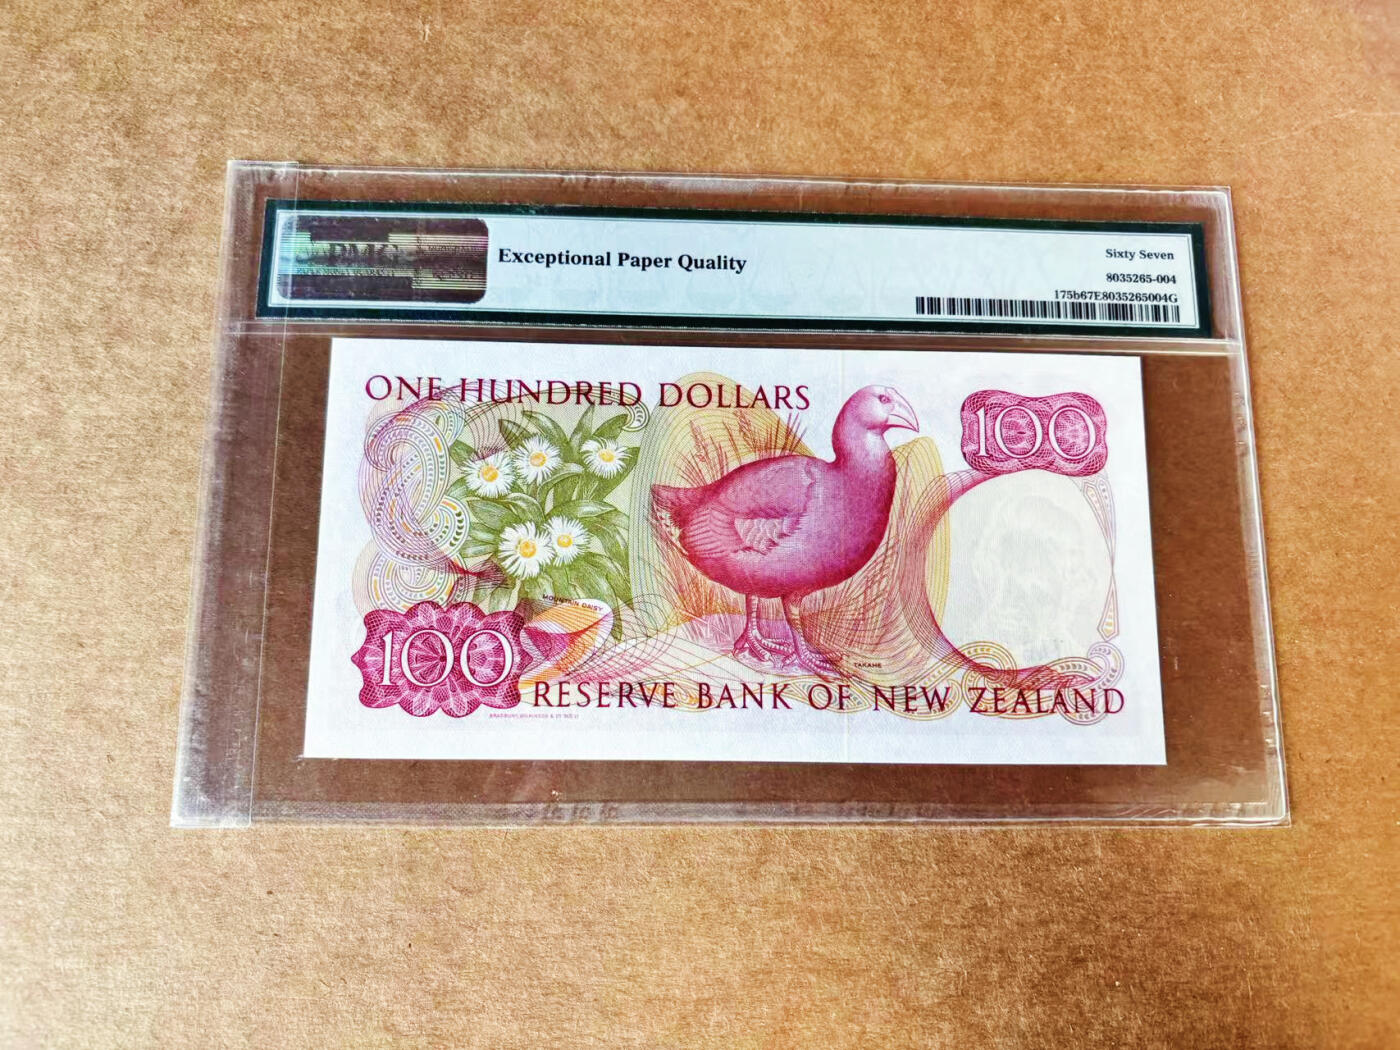 PMG
Exceptional Paper Quality
Sixty Seven
8035265-004
175b67E8035265004G
ONE HUNDRED DOLLARS
100
MOUNTAIN DAISY
TAKAHE
100
RESERVE BANK OF NEW ZEALAND